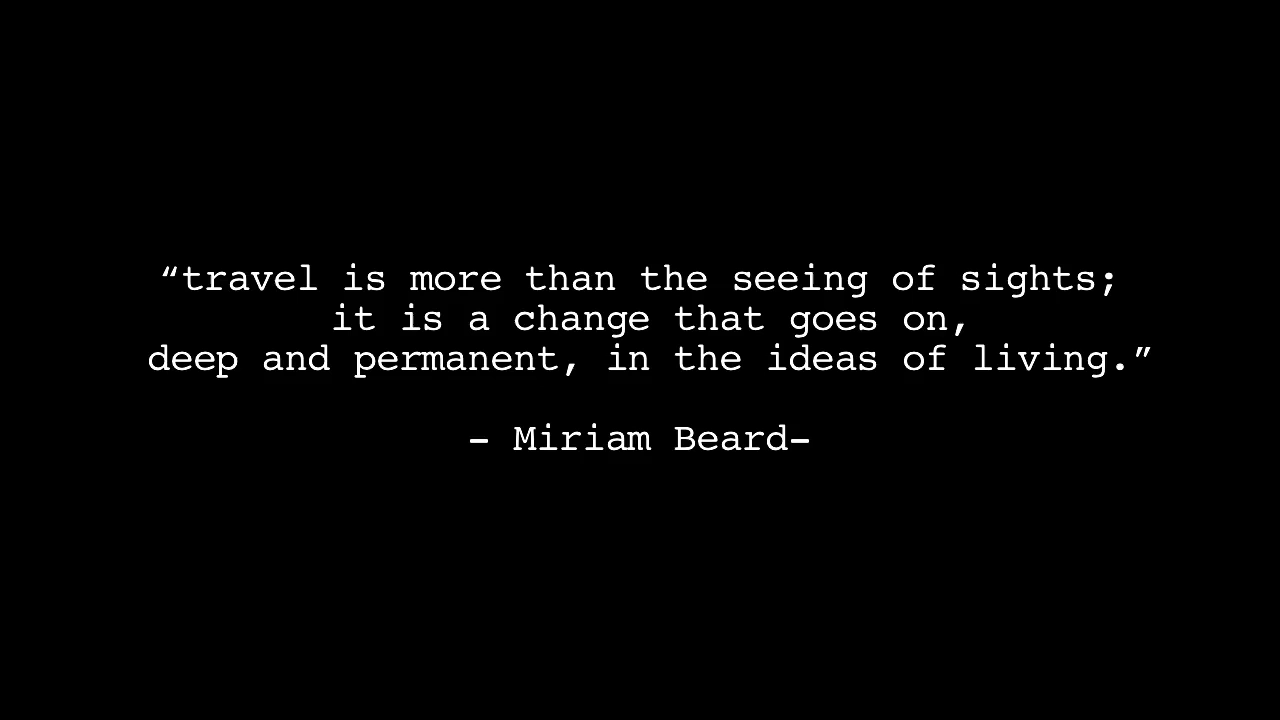 “travel is more than the seeing of sights;
it is a change that goes on,
deep and permanent, in the ideas of living.”
- Miriam Beard-